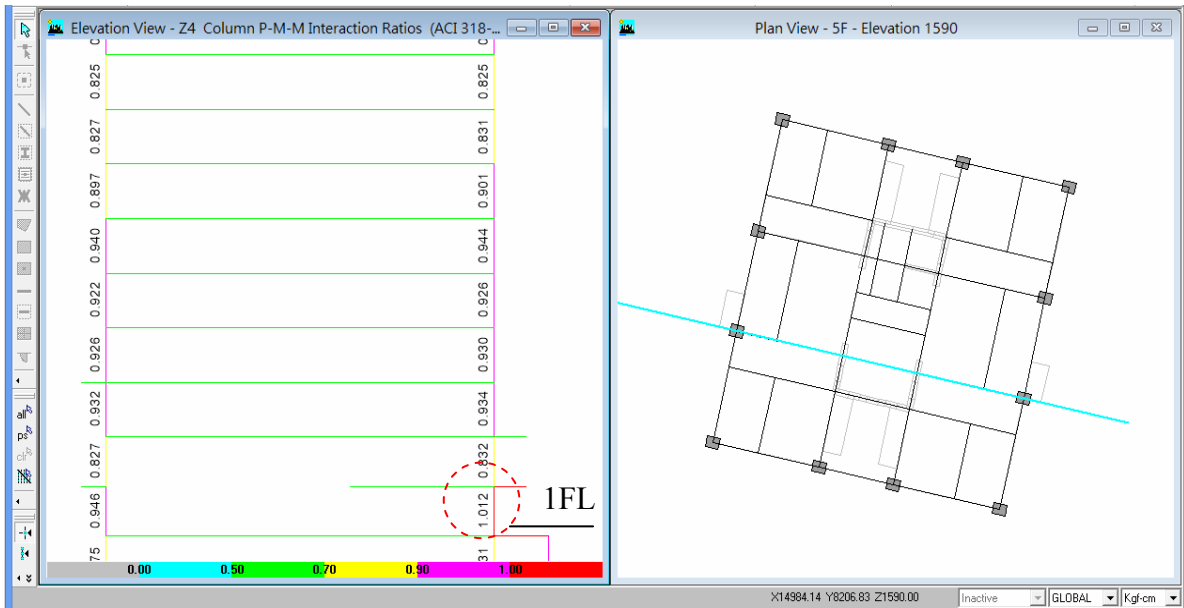 Elevation View - Z4 Column P-M-M Interaction Ratios (ACI 318-...
Plan View - 5F - Elevation 1590
0.825
0.825
0.827
0.831
0.897
0.901
0.940
0.944
0.922
0.926
0.926
0.930
0.932
0.934
0.827
0.832
0.946
1.012
1FL
75
31
0.00 0.50 0.70 0.90 1.00
all
ps
clr
X14984.14 Y8206.83 Z1590.00
Inactive
GLOBAL
Kgf-cm